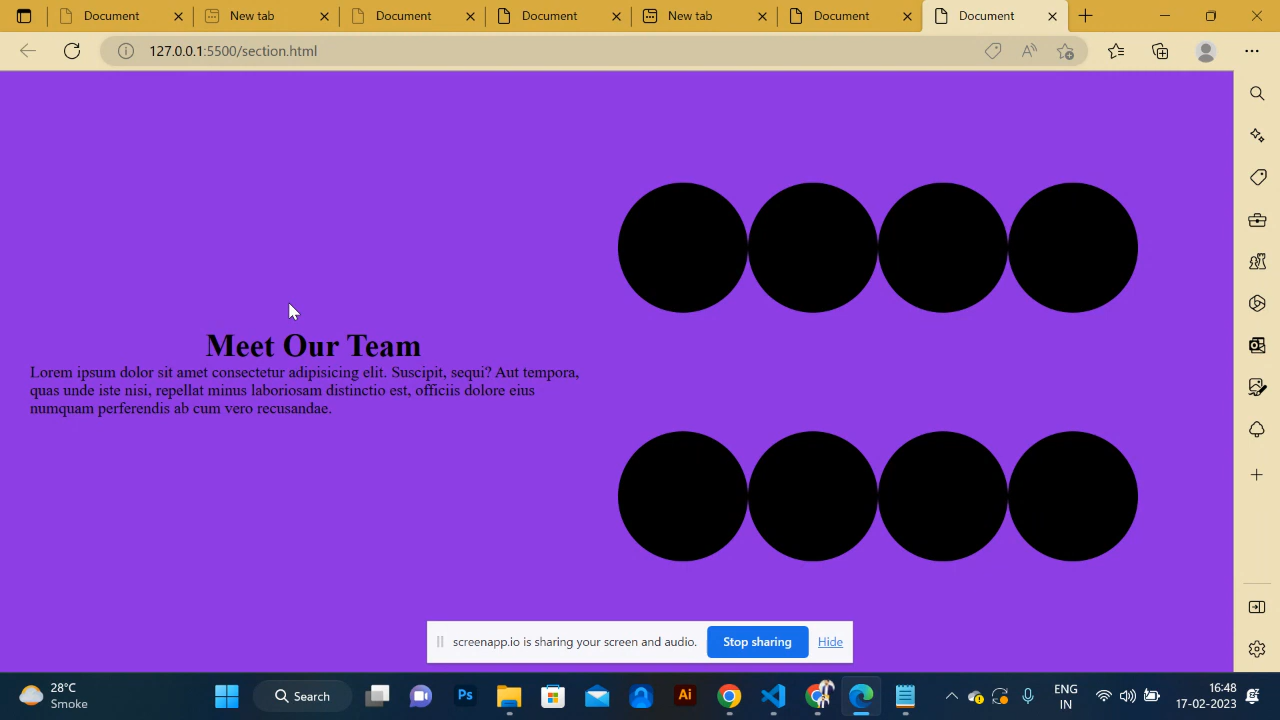 Document
New tab
Document
Document
New tab
Document
Document
127.0.0.1:5500/section.html
Meet Our Team
Lorem ipsum dolor sit amet consectetur adipisicing elit. Suscipit, sequi? Aut tempora,
quas unde iste nisi, repellat minus laboriosam distinctio est, officiis dolore eius
numquam perferendis ab cum vero recusandae.
screenapp.io is sharing your screen and audio.
Stop sharing
Hide
28°C
Smoke
Search
Ps
Ai
ENG
IN
16:48
17-02-2023